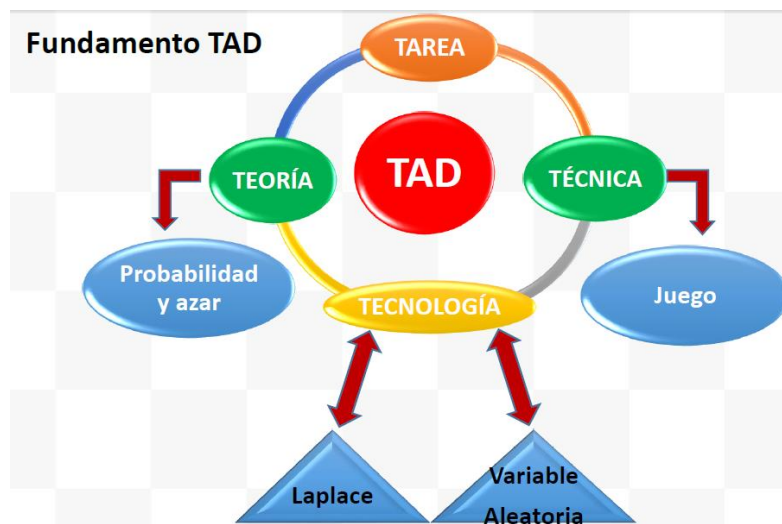 Fundamento TAD
TAREA
TEORÍA
TAD
TÉCNICA
Probabilidad
y azar
TECNOLOGÍA
Juego
Laplace
Variable
Aleatoria